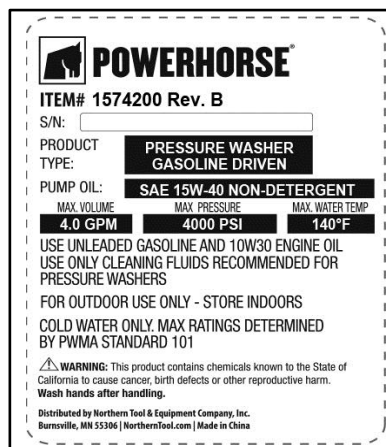 POWERHORSE®
ITEM# 1574200 Rev. B
S/N:
PRODUCT TYPE: PRESSURE WASHER GASOLINE DRIVEN
PUMP OIL: SAE 15W-40 NON-DETERGENT
MAX. VOLUME MAX PRESSURE MAX. WATER TEMP
4.0 GPM 4000 PSI 140°F
USE UNLEADED GASOLINE AND 10W30 ENGINE OIL
USE ONLY CLEANING FLUIDS RECOMMENDED FOR
PRESSURE WASHERS
FOR OUTDOOR USE ONLY - STORE INDOORS
COLD WATER ONLY. MAX RATINGS DETERMINED
BY PWMA STANDARD 101
WARNING: This product contains chemicals known to the State of
California to cause cancer, birth defects or other reproductive harm.
Wash hands after handling.
Distributed by Northern Tool & Equipment Company, Inc.
Burnsville, MN 55306 | NorthernTool.com | Made in China